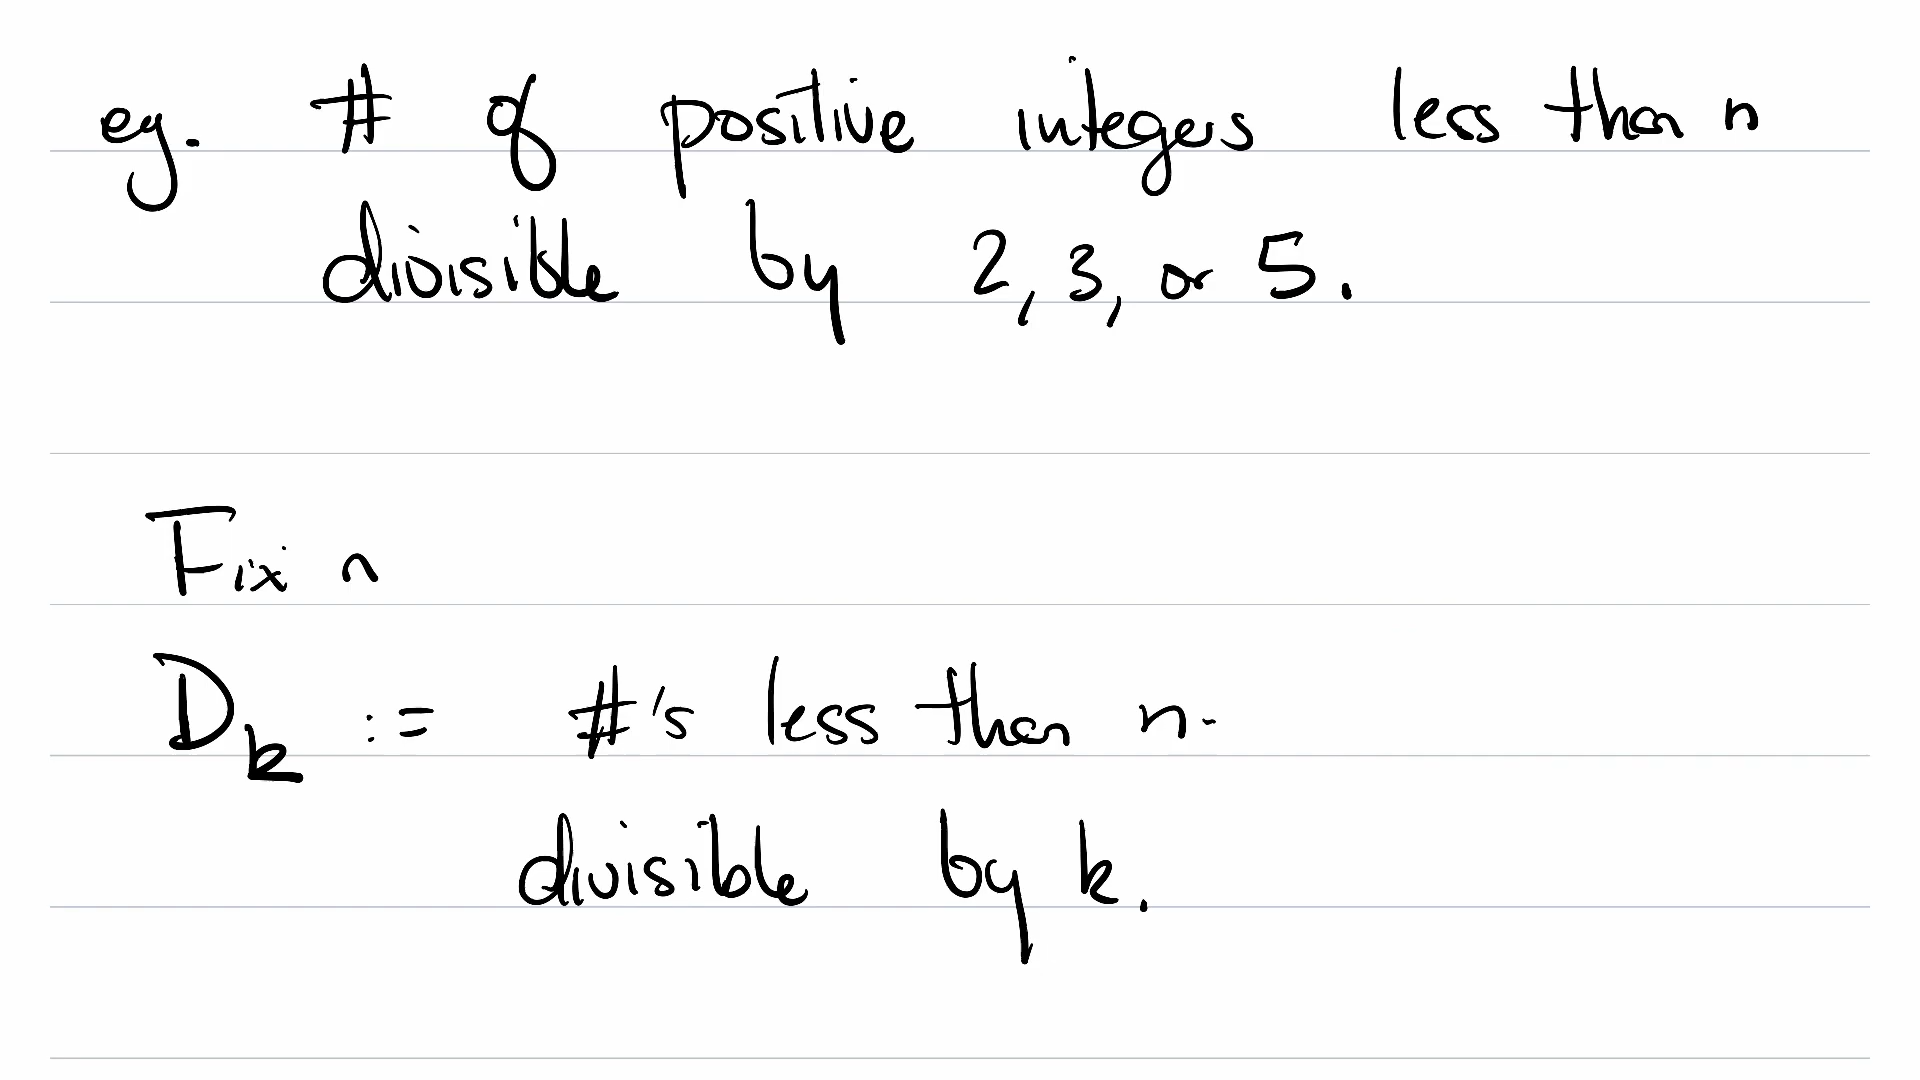 eg. # of positive integers less than n
divisible by 2, 3, or 5.
Fix n
D_k := #'s less than n.
divisible by k.